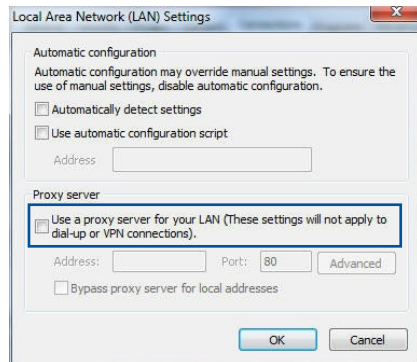 Local Area Network (LAN) Settings
Automatic configuration
Automatic configuration may override manual settings. To ensure the
use of manual settings, disable automatic configuration.
Automatically detect settings
Use automatic configuration script
Address
Proxy server
Use a proxy server for your LAN (These settings will not apply to
dial-up or VPN connections).
Address: Port: 80 Advanced
Bypass proxy server for local addresses
OK Cancel